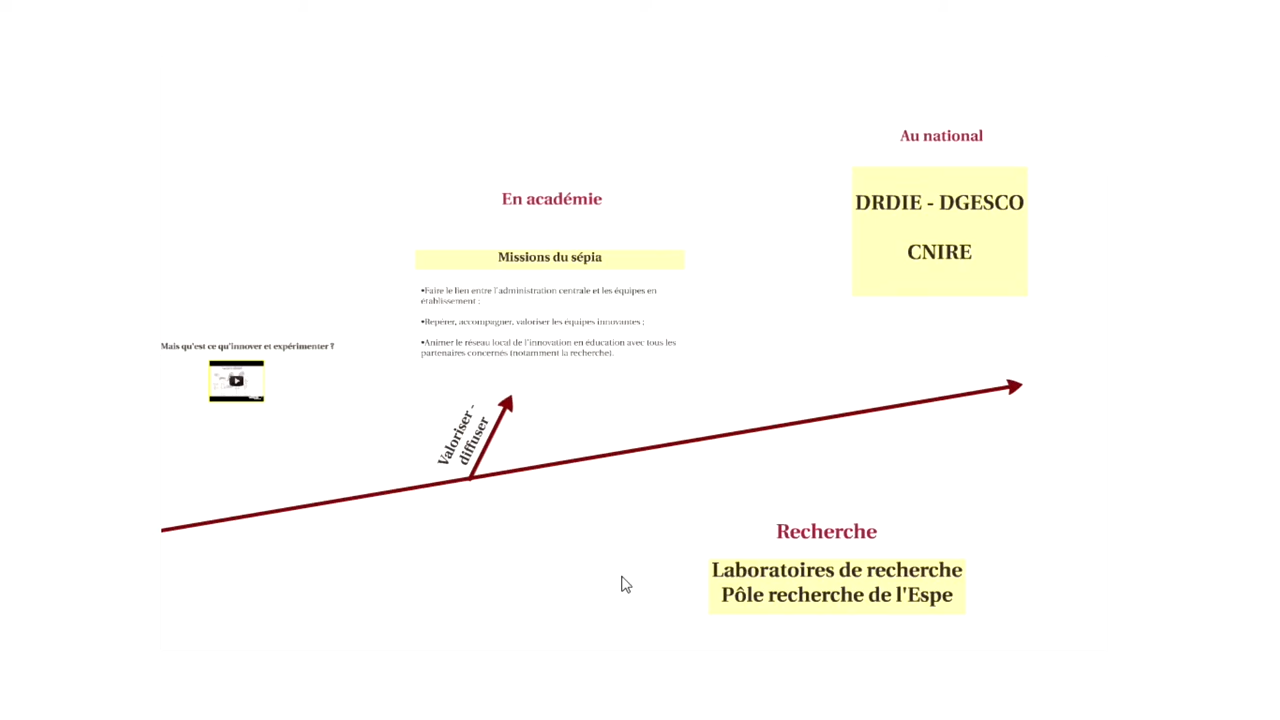 Au national
DRDIE - DGESCO
CNIRE
En académie
Missions du sépia
•Faire le lien entre l'administration centrale et les équipes en
établissement ;
•Repérer, accompagner, valoriser les équipes innovantes ;
•Animer le réseau local de l'innovation en éducation avec tous les
partenaires concernés (notamment la recherche).
Mais qu'est ce qu'innover et expérimenter ?
Valoriser -
diffuser
Recherche
Laboratoires de recherche
Pôle recherche de l'Espe